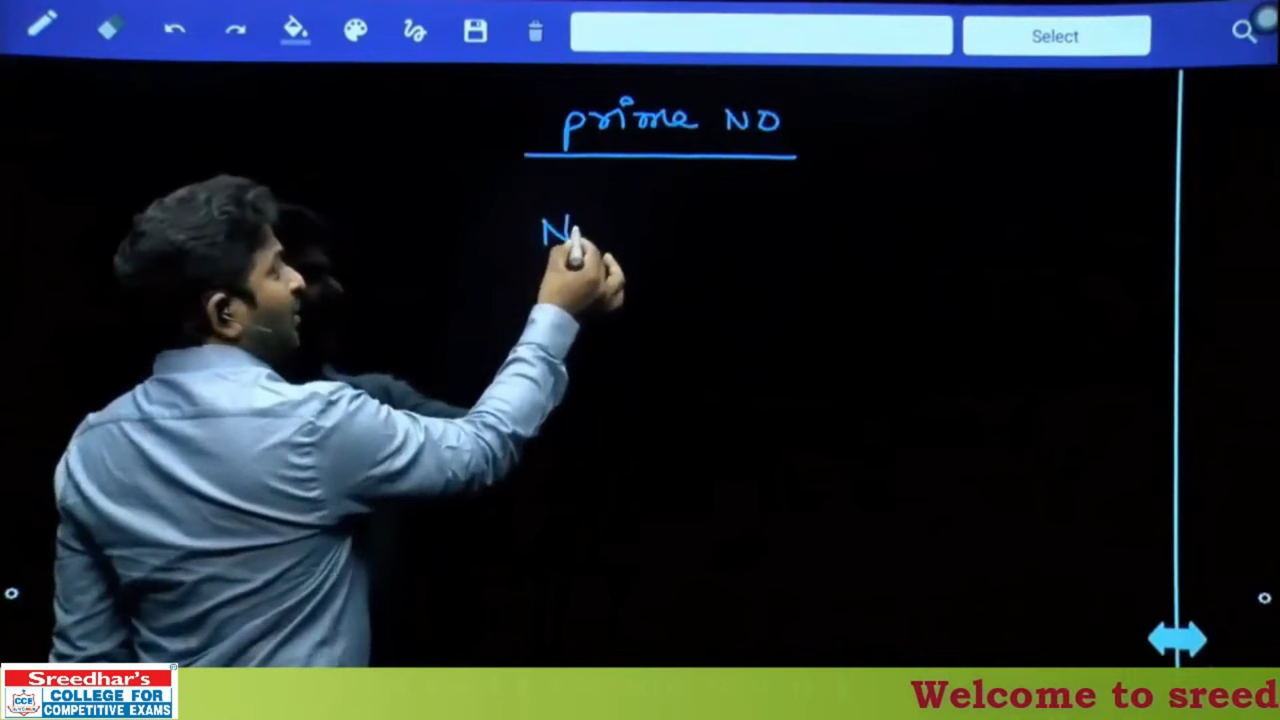 Select
prime NO
N
Sreedhar's
CCE
COLLEGE FOR
COMPETITIVE EXAMS
Welcome to sreed